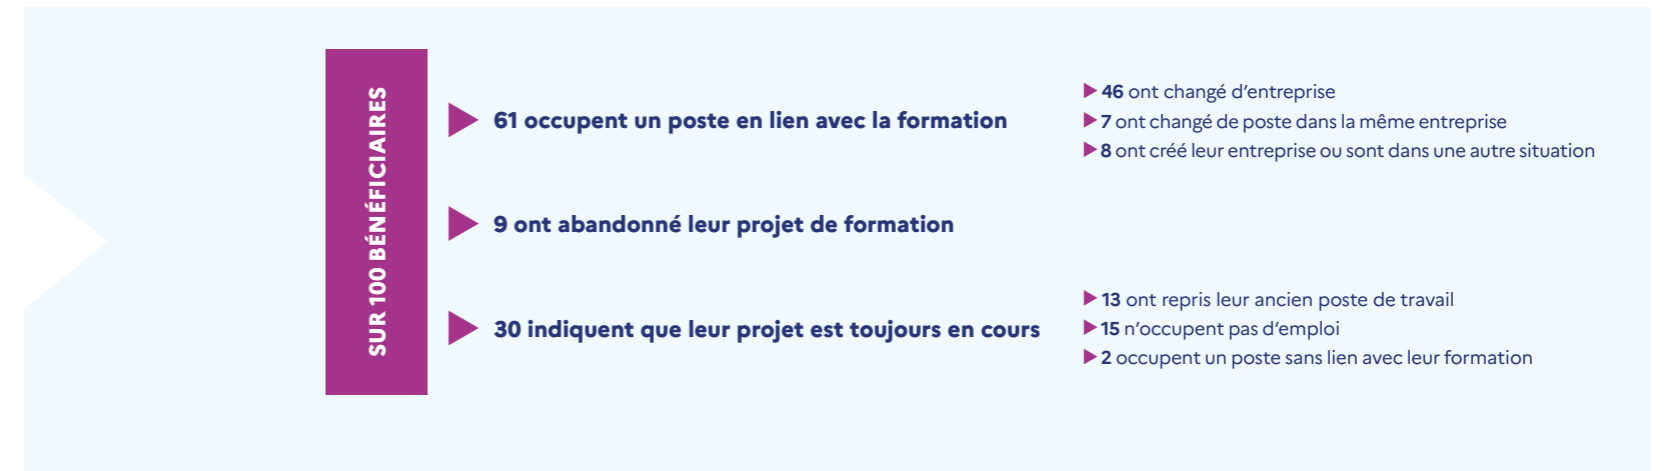 SUR 100 BÉNÉFICIAIRES
61 occupent un poste en lien avec la formation
46 ont changé d’entreprise
7 ont changé de poste dans la même entreprise
8 ont créé leur entreprise ou sont dans une autre situation
9 ont abandonné leur projet de formation
30 indiquent que leur projet est toujours en cours
13 ont repris leur ancien poste de travail
15 n’occupent pas d’emploi
2 occupent un poste sans lien avec leur formation